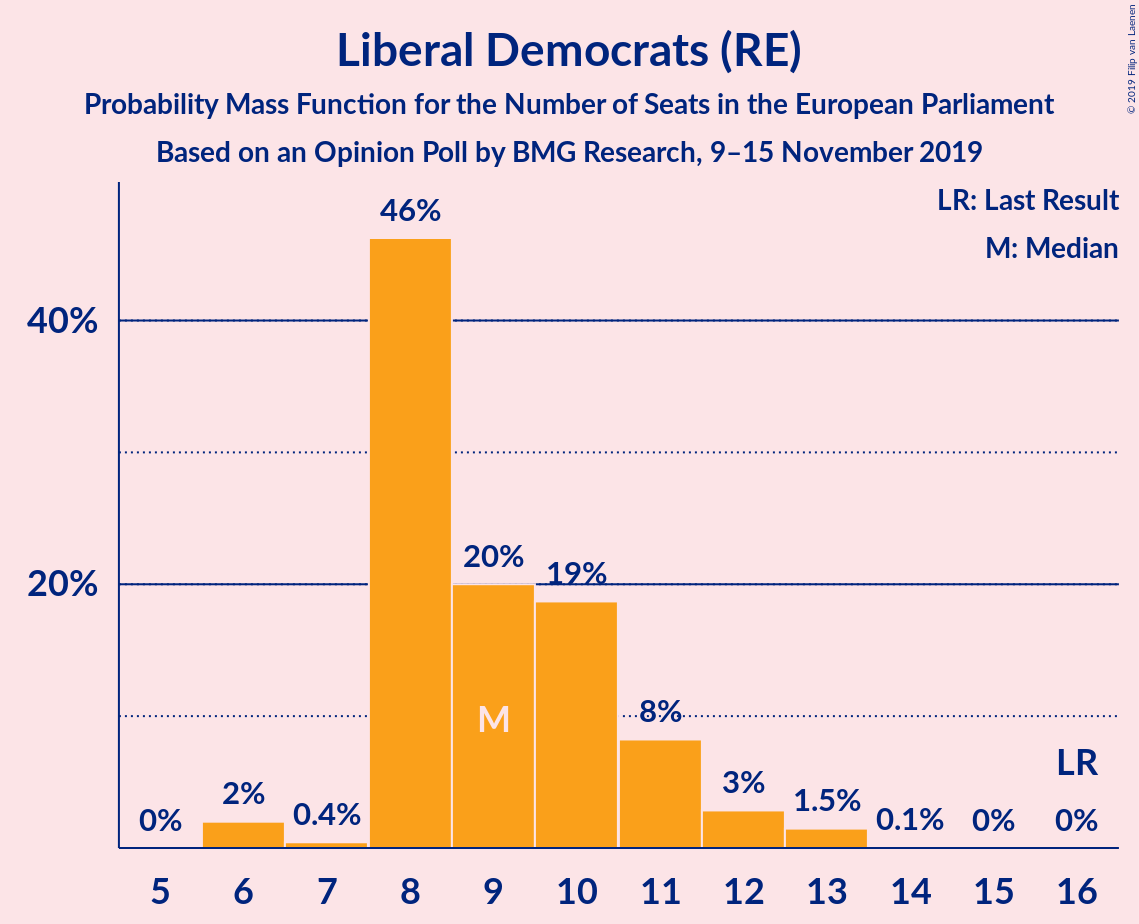 Liberal Democrats (RE)
Probability Mass Function for the Number of Seats in the European Parliament
Based on an Opinion Poll by BMG Research, 9–15 November 2019
© 2019 Filip van Laenen
LR: Last Result
M: Median
40%
20%
0%
2%
0.4%
46%
20%
19%
8%
3%
1.5%
0.1%
0%
0%
M
LR
5 6 7 8 9 10 11 12 13 14 15 16